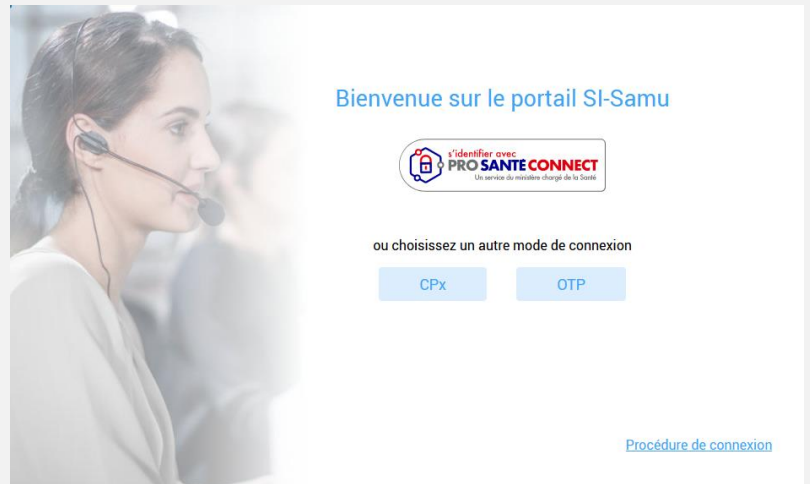 Bienvenue sur le portail SI-Samu
s'identifier avec
PRO SANTÉ CONNECT
Un service du ministère chargé de la Santé
ou choisissez un autre mode de connexion
CPx
OTP
Procédure de connexion